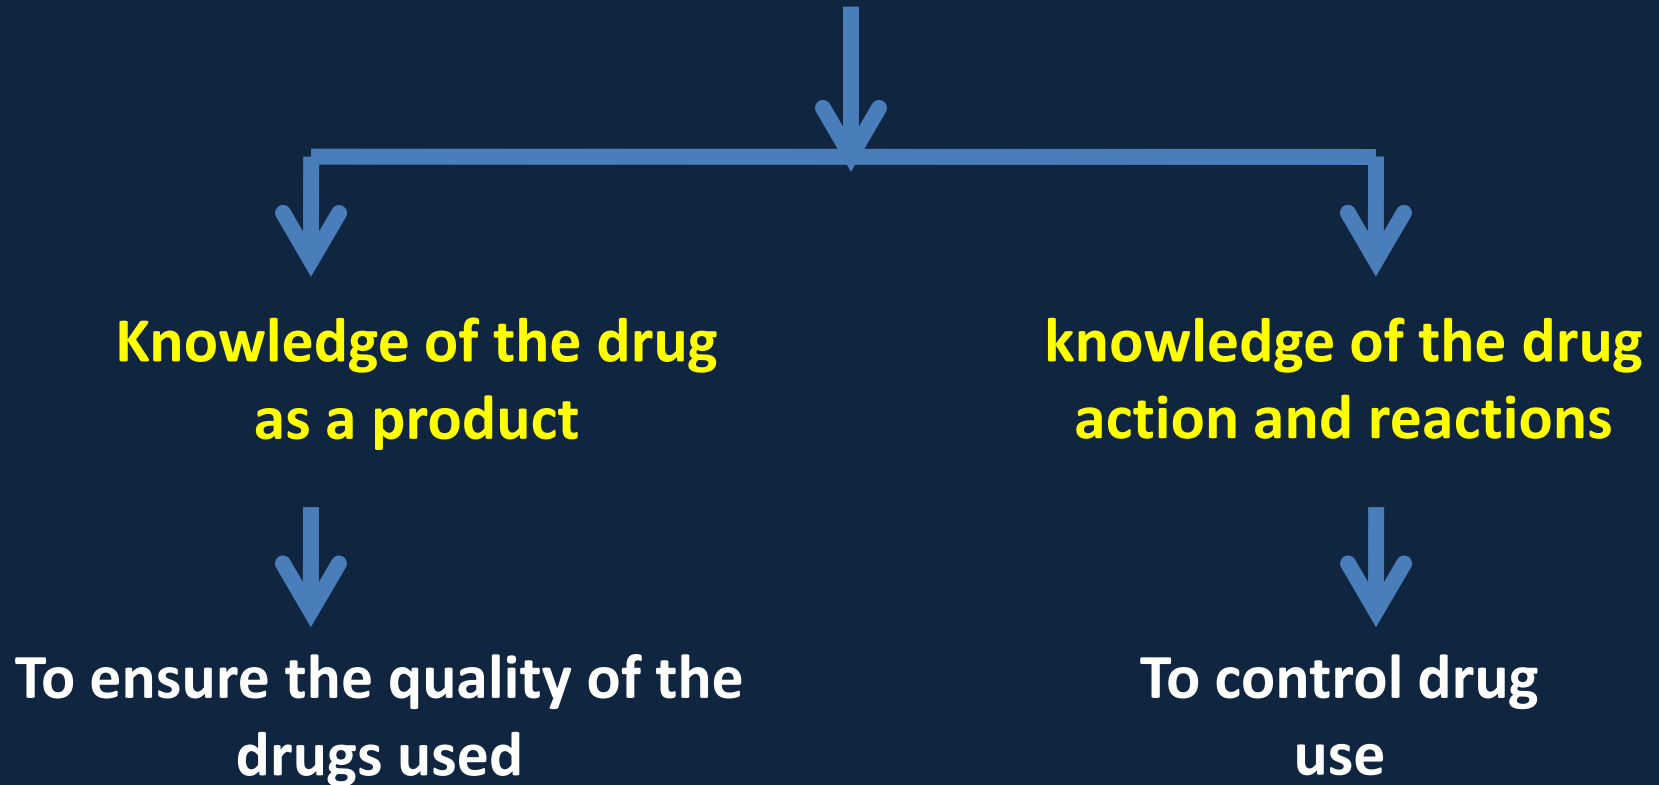 Knowledge of the drug
as a product
knowledge of the drug
action and reactions
To ensure the quality of the
drugs used
To control drug
use